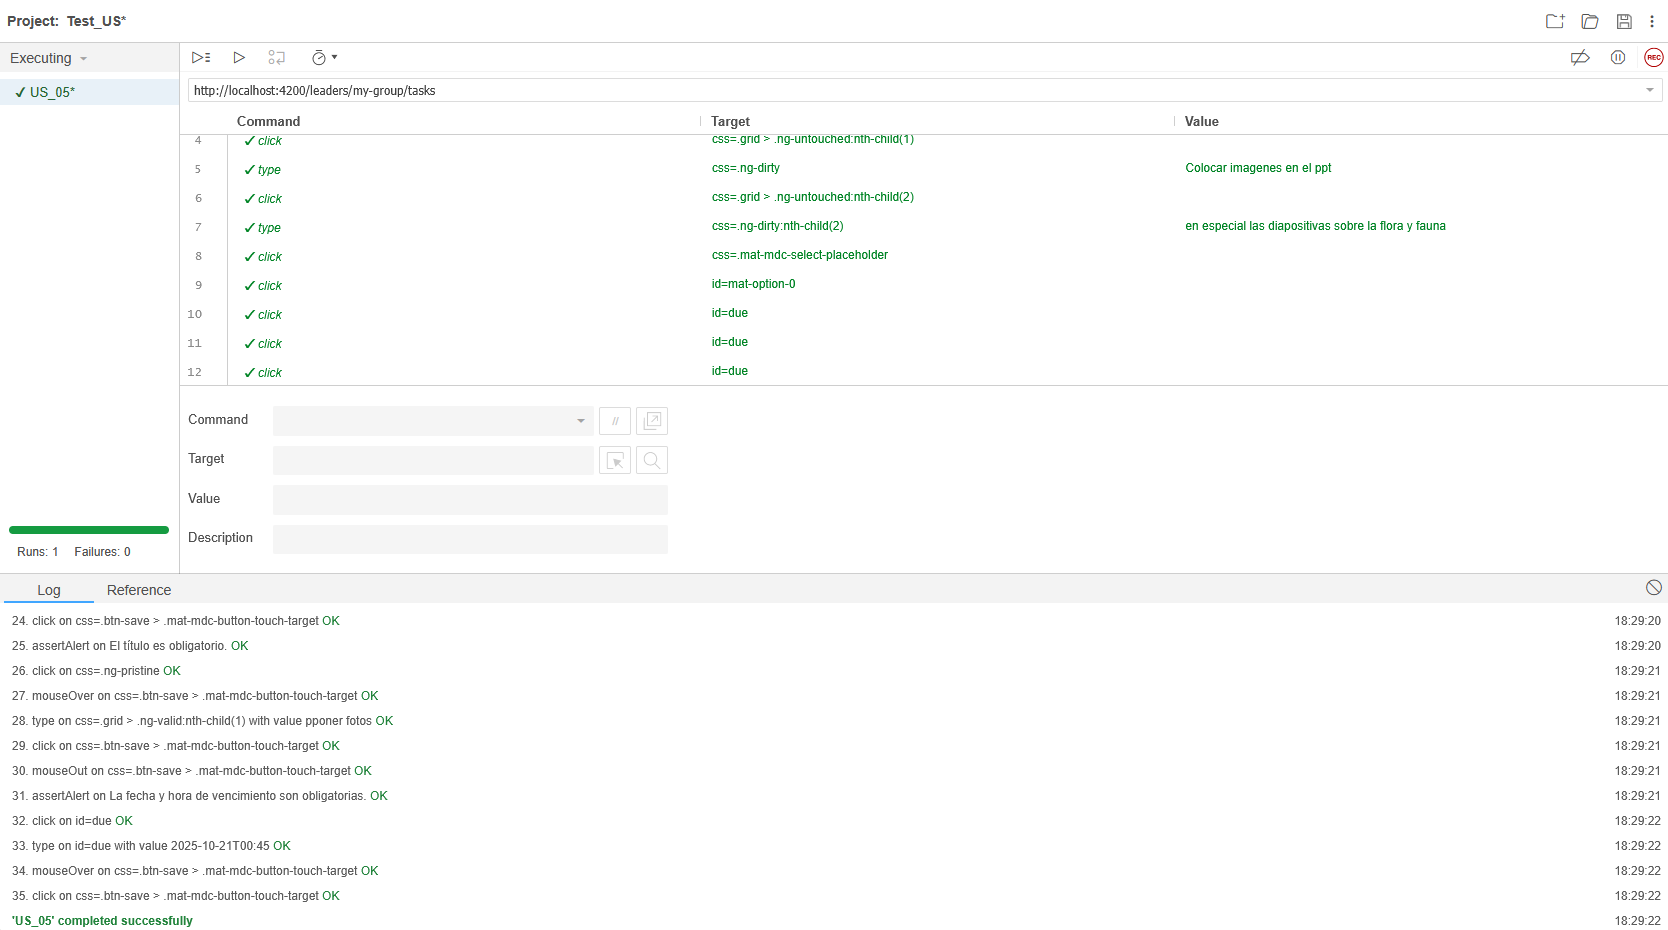 Project: Test_US*
Executing
US_05*
http://localhost:4200/leaders/my-group/tasks
REC
Command Target Value
4 click css=.grid > .ng-untouched:nth-child(1)
5 type css=.ng-dirty Colocar imagenes en el ppt
6 click css=.grid > .ng-untouched:nth-child(2)
7 type css=.ng-dirty:nth-child(2) en especial las diapositivas sobre la flora y fauna
8 click css=.mat-mdc-select-placeholder
9 click id=mat-option-0
10 click id=due
11 click id=due
12 click id=due
Command //
Target
Value
Description
Runs: 1 Failures: 0
Log Reference
24. click on css=.btn-save > .mat-mdc-button-touch-target OK 18:29:20
25. assertAlert on El título es obligatorio. OK 18:29:20
26. click on css=.ng-pristine OK 18:29:21
27. mouseOver on css=.btn-save > .mat-mdc-button-touch-target OK 18:29:21
28. type on css=.grid > .ng-valid:nth-child(1) with value pponer fotos OK 18:29:21
29. click on css=.btn-save > .mat-mdc-button-touch-target OK 18:29:21
30. mouseOut on css=.btn-save > .mat-mdc-button-touch-target OK 18:29:21
31. assertAlert on La fecha y hora de vencimiento son obligatorias. OK 18:29:21
32. click on id=due OK 18:29:22
33. type on id=due with value 2025-10-21T00:45 OK 18:29:22
34. mouseOver on css=.btn-save > .mat-mdc-button-touch-target OK 18:29:22
35. click on css=.btn-save > .mat-mdc-button-touch-target OK 18:29:22
'US_05' completed successfully 18:29:22